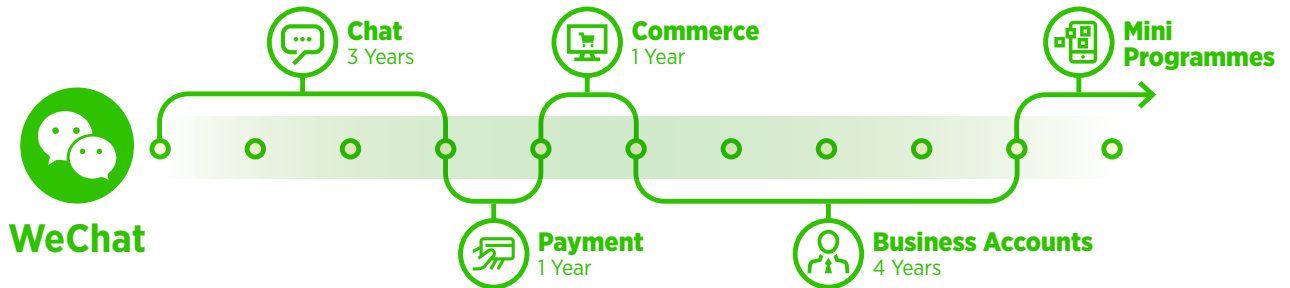 WeChat
Chat
3 Years
Payment
1 Year
Commerce
1 Year
Business Accounts
4 Years
Mini
Programmes